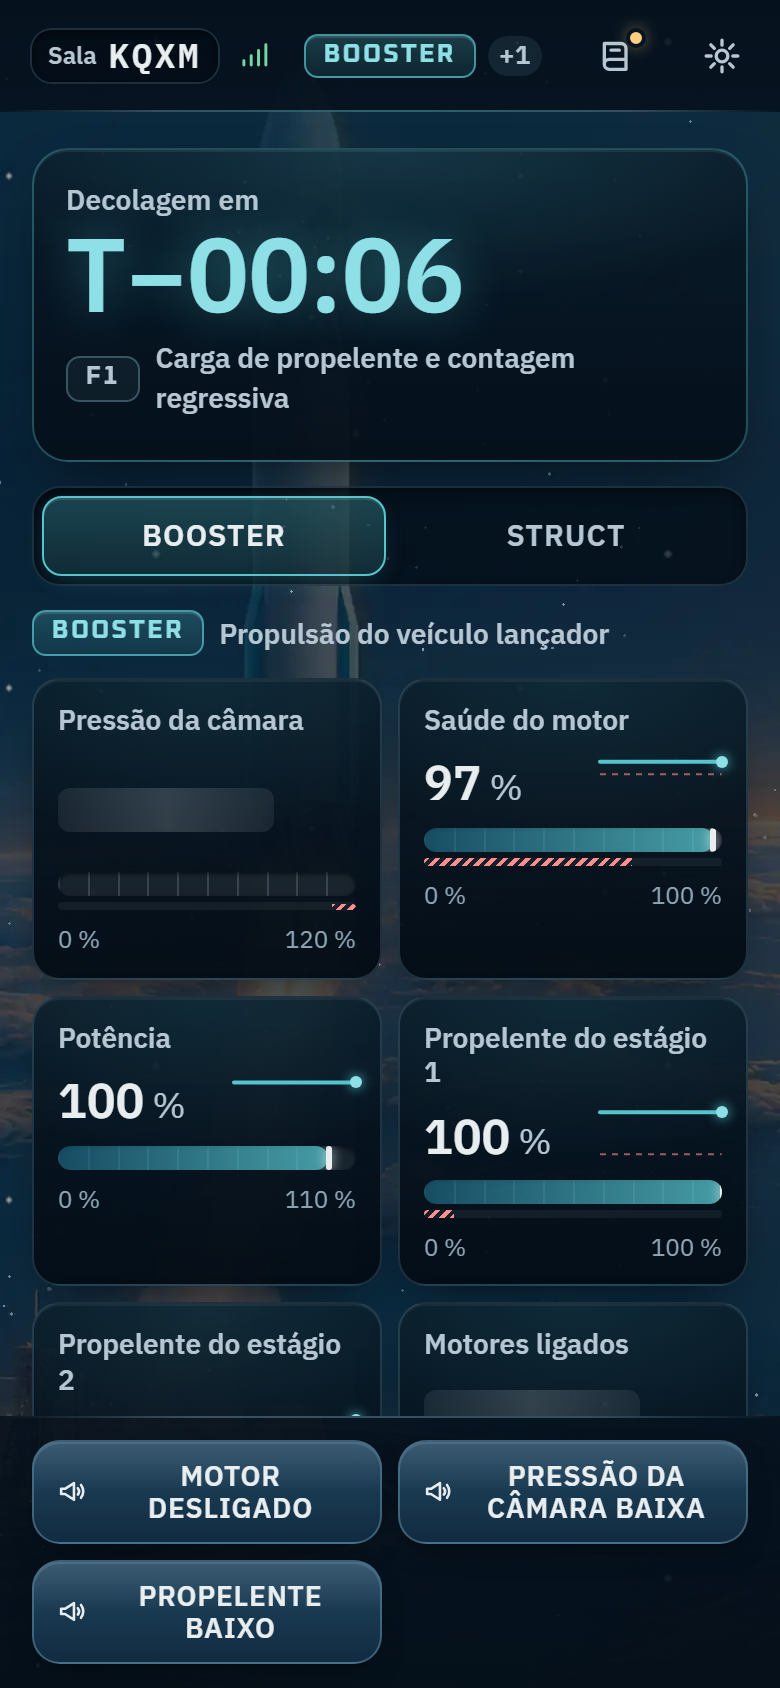 Sala KQXM BOOSTER +1
Decolagem em
T−00:06
F1 Carga de propelente e contagem
regressiva
BOOSTER STRUCT
BOOSTER Propulsão do veículo lançador
Pressão da câmara
0 % 120 %
Saúde do motor
97 %
0 % 100 %
Potência
100 %
0 % 110 %
Propelente do estágio
1
100 %
0 % 100 %
Propelente do estágio
2
Motores ligados
MOTOR
DESLIGADO
PRESSÃO DA
CÂMARA BAIXA
PROPELENTE
BAIXO